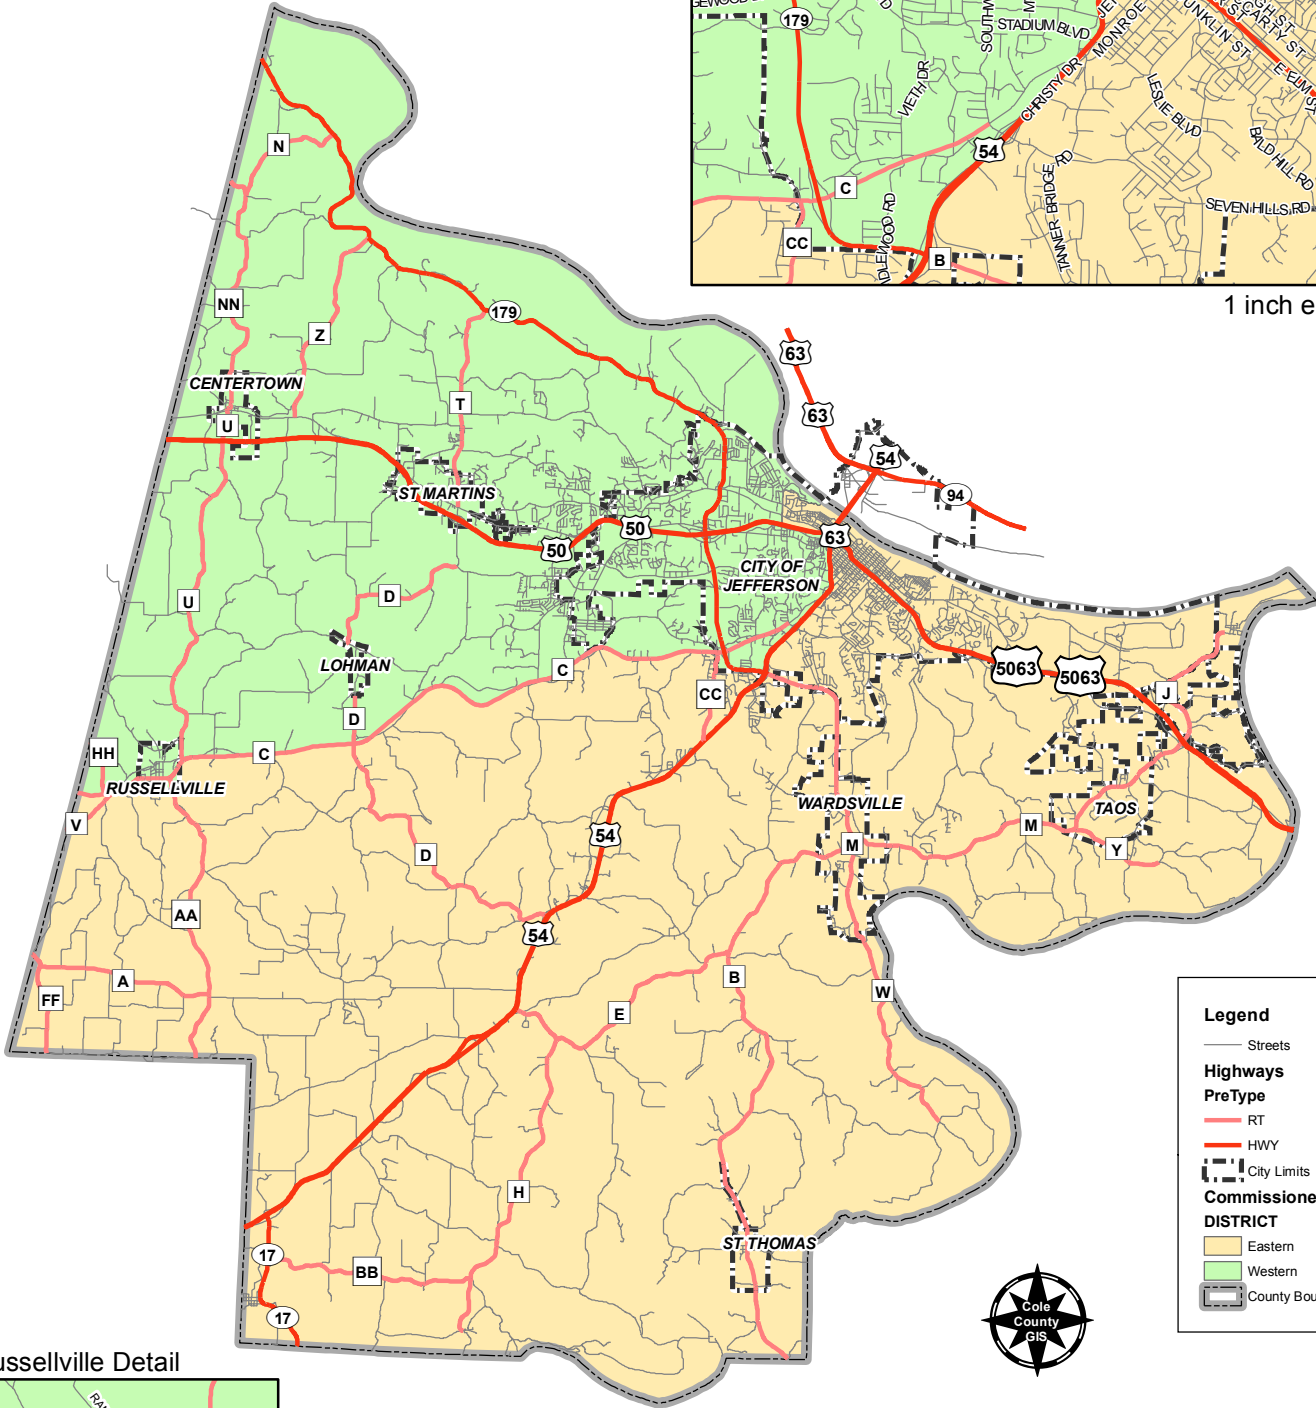 179
STADIUM BLVD
VIETH DR
CHRISTY DR
MONROE
E ELM ST
LESLIE BLVD
BALD HILL RD
54
TANNER BRIDGE RD
C
IDLEWOOD RD
SEVEN HILLS RD
CC
B
1 inch e
N
NN
Z
179
63
63
CENTERTOWN
U
T
54
94
ST MARTINS
50
50
63
CITY OF
JEFFERSON
D
U
LOHMAN
C
CC
5063
5063
J
D
HH
C
RUSSELLVILLE
V
WARDSVILLE
TAOS
54
M
M
Y
D
AA
54
A
FF
E
B
W
H
ST THOMAS
17
BB
17
Legend
Streets
Highways
PreType
RT
HWY
City Limits
Commissione
DISTRICT
Eastern
Western
County Bou
Cole
County
GIS
ussellville Detail